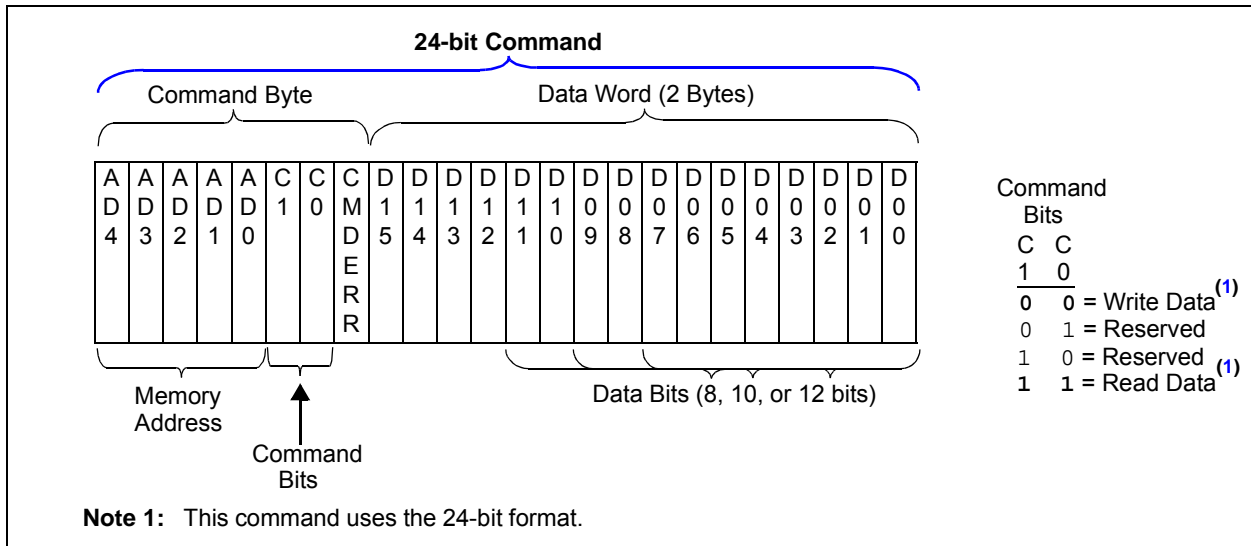 24-bit Command
Command Byte
Data Word (2 Bytes)
A A A A A C C C D D D D D D D D D D D D D D D D
D D D D D 1 0 M 1 1 1 1 1 1 0 0 0 0 0 0 0 0 0 0
4 3 2 1 0 D 5 4 3 2 1 0 9 8 7 6 5 4 3 2 1 0
E
R
R
Memory
Address
Command
Bits
Data Bits (8, 10, or 12 bits)
Command
Bits
C C
1 0
0 0 = Write Data(1)
0 1 = Reserved
1 0 = Reserved
1 1 = Read Data(1)
Note 1: This command uses the 24-bit format.